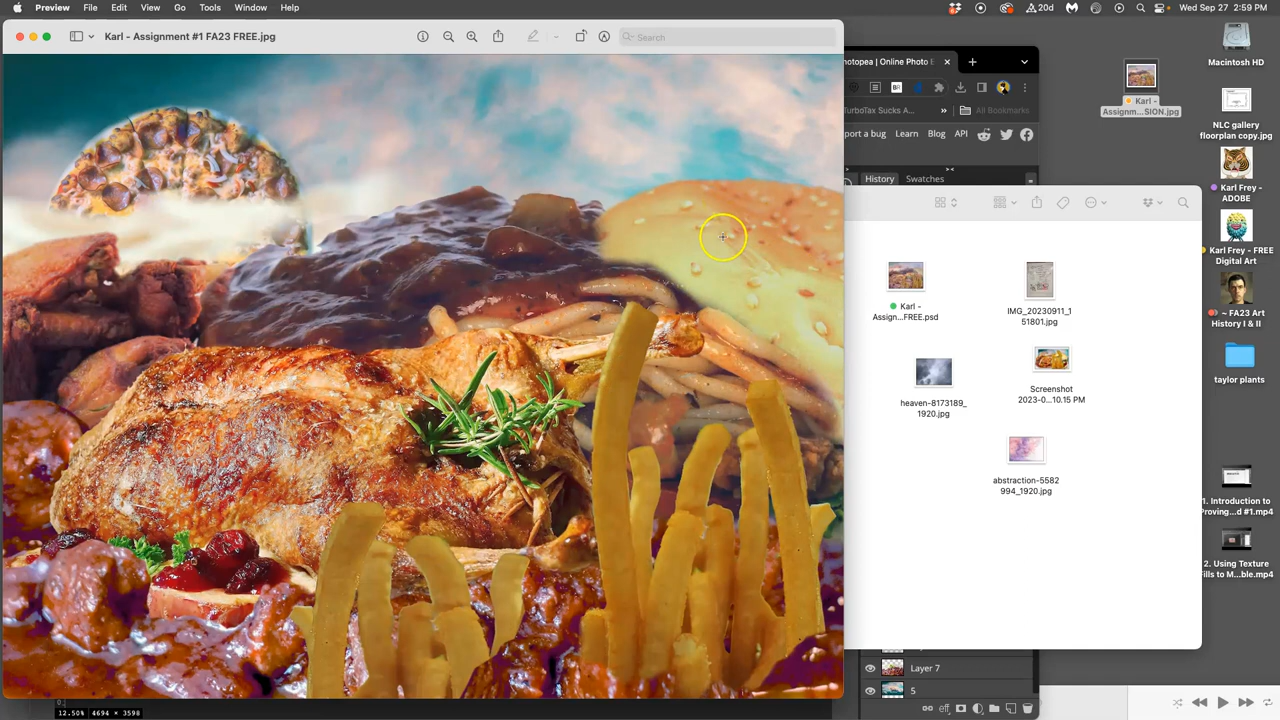 Preview File Edit View Go Tools Window Help
20d
Wed Sep 27 2:59 PM
Karl - Assignment #1 FA23 FREE.jpg
Search
hotopea | Online Photo E
TurboTax Sucks A...
All Bookmarks
port a bug Learn Blog API
History Swatches
Karl -
Assignm...SION.jpg
Macintosh HD
NLC gallery
floorplan copy.jpg
Karl Frey -
ADOBE
Karl Frey - FREE
Digital Art
~ FA23 Art
History I & II
taylor plants
1. Introduction to
Proving...d #1.mp4
2. Using Texture
Fills to M...ble.mp4
Karl -
Assign...FREE.psd
IMG_20230911_1
51801.jpg
heaven-8173189_
1920.jpg
Screenshot
2023-0...10.15 PM
abstraction-5582
994_1920.jpg
Layer 7
5
eff
12.50% 4694 × 3598